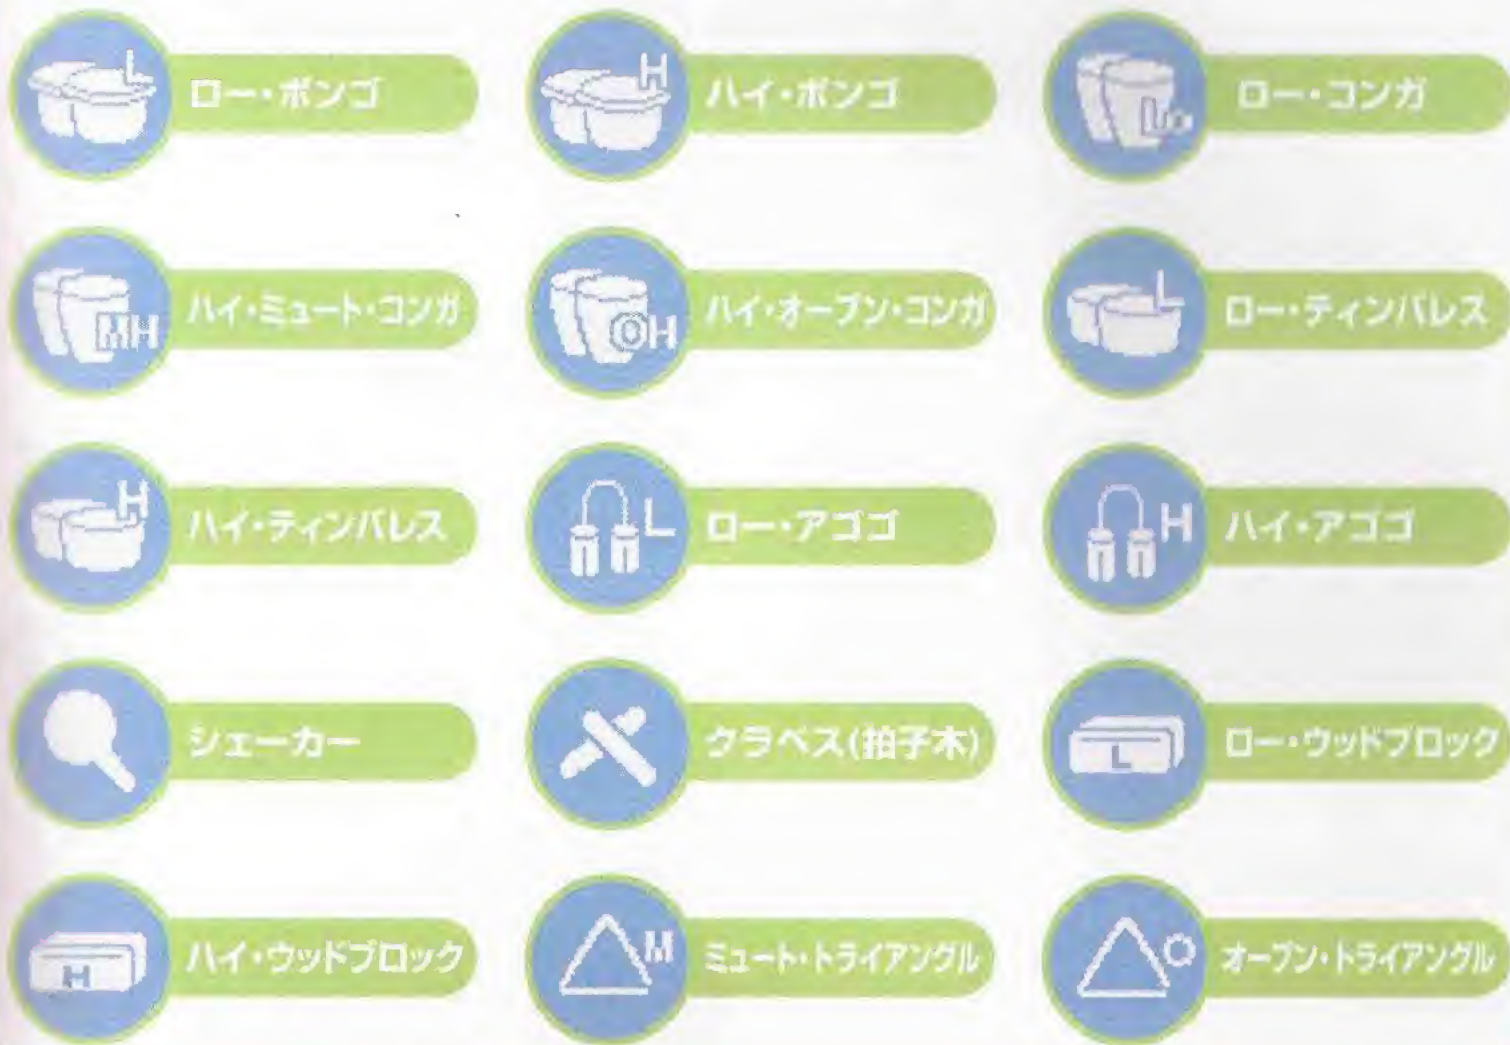 L ロー・ボンゴ
H ハイ・ボンゴ
Lo ロー・コンガ
MH ハイ・ミュート・コンガ
OH ハイ・オープン・コンガ
L ロー・ティンバレス
H ハイ・ティンバレス
L ロー・アゴゴ
H ハイ・アゴゴ
シェーカー
クラベス(拍子木)
L ロー・ウッドブロック
H ハイ・ウッドブロック
M ミュート・トライアングル
O オープン・トライアングル